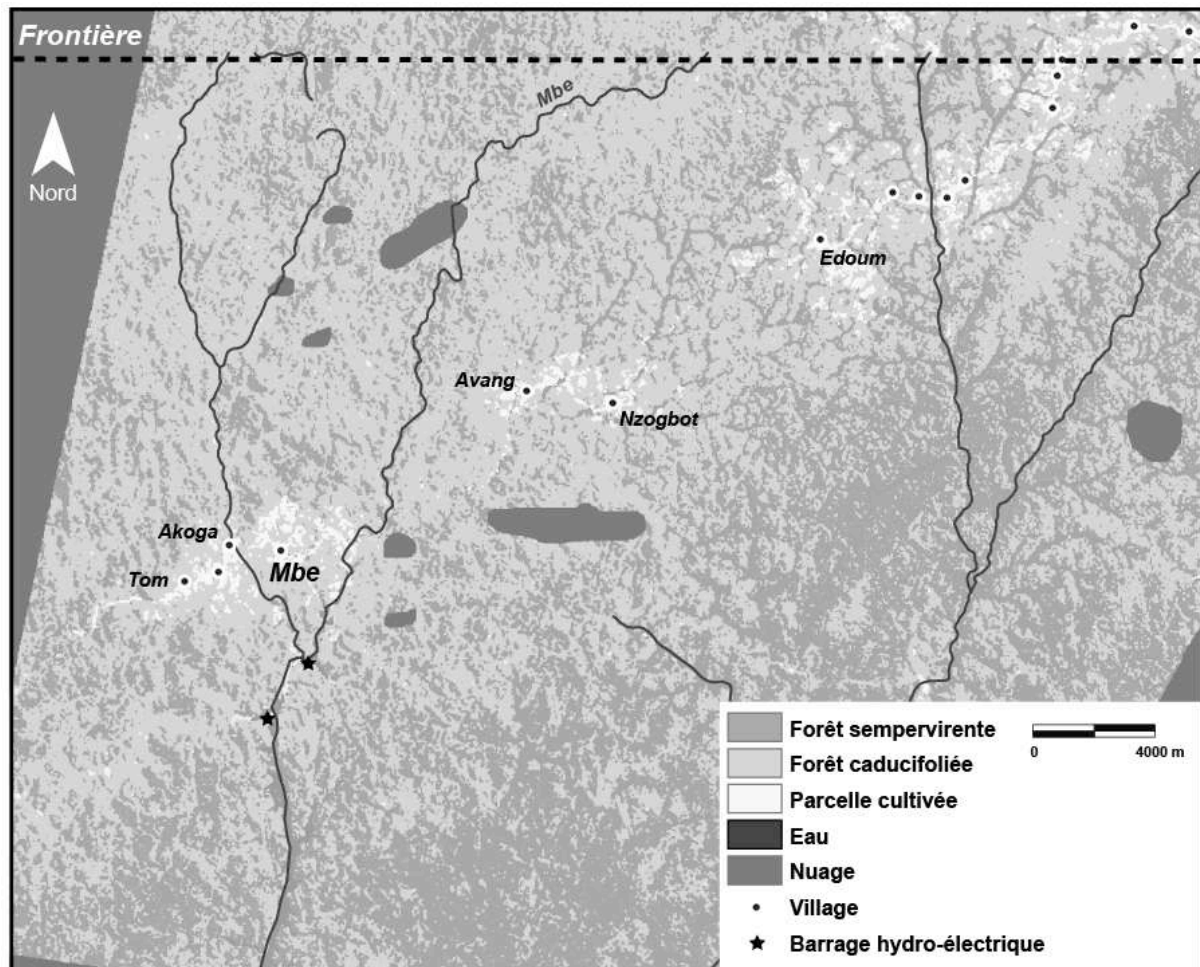 Frontière
Mbe
Nord
Edoum
Avang
Nzogbot
Akoga
Mbe
Tom
Forêt sempervirente
0 4000 m
Forêt caducifoliée
Parcelle cultivée
Eau
Nuage
Village
Barrage hydro-électrique